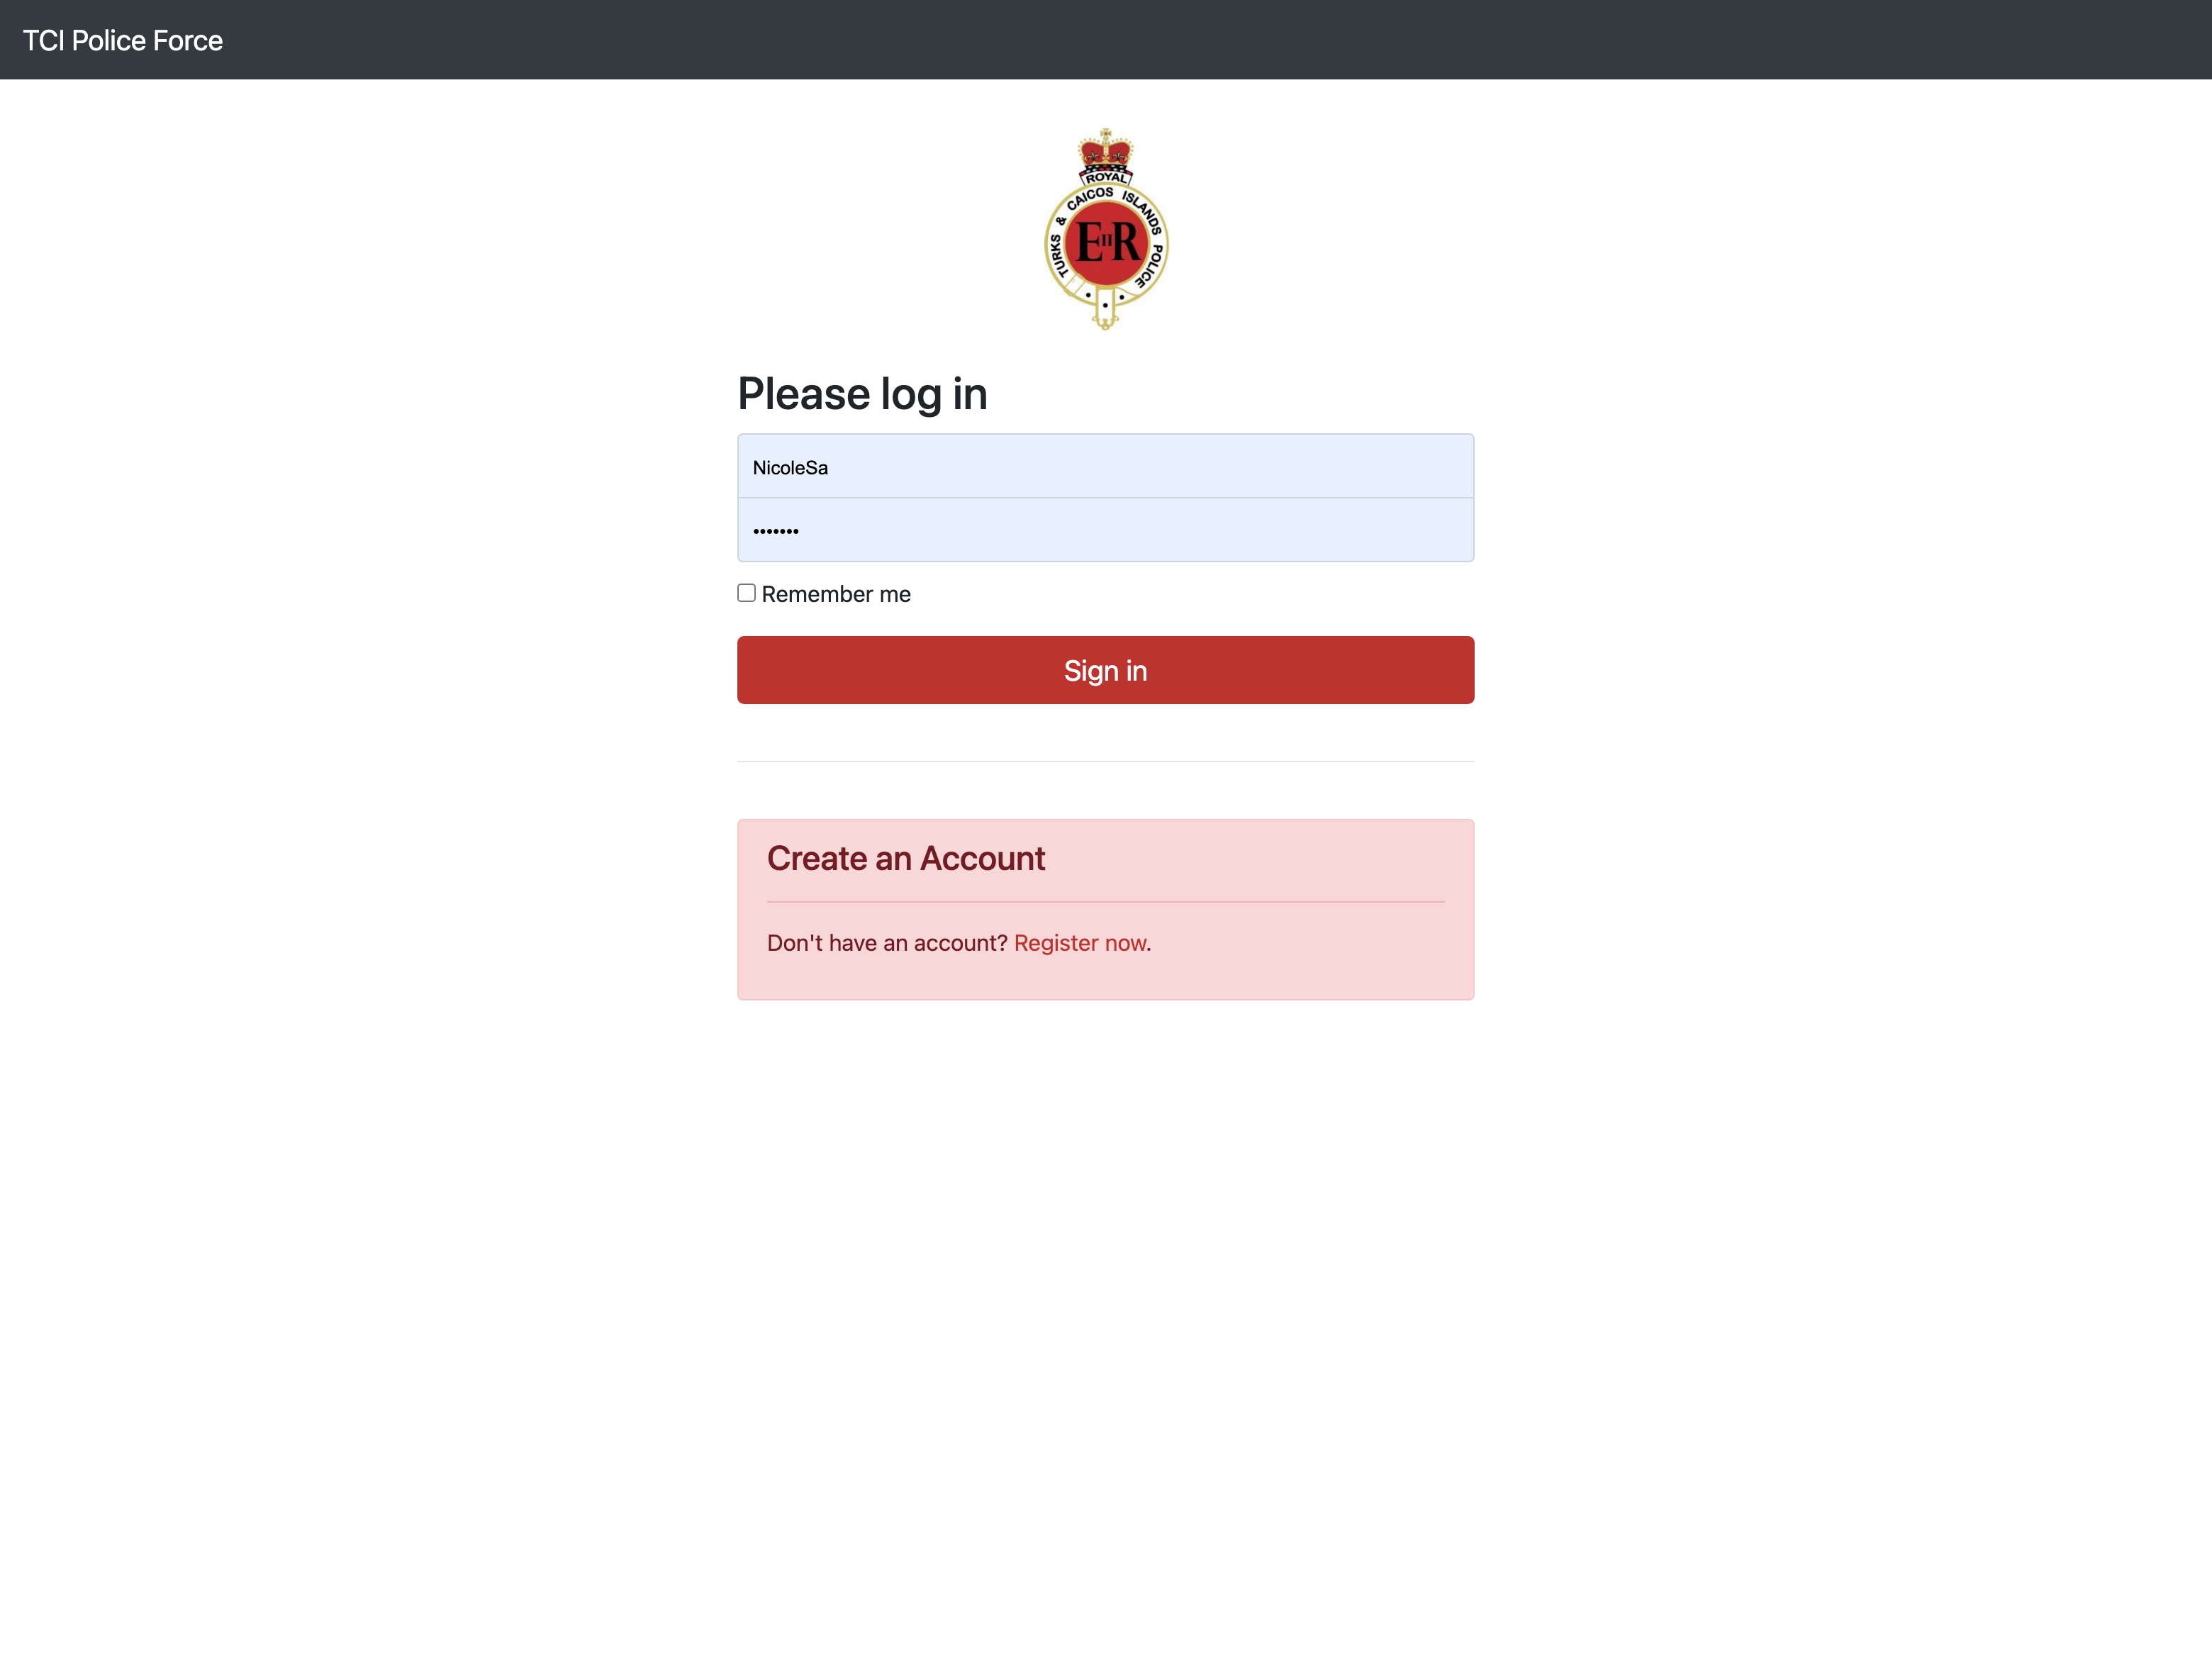 TCI Police Force
ROYAL
TURKS & CAICOS ISLANDS POLICE
E II R
Please log in
NicoleSa
•••••••
Remember me
Sign in
Create an Account
Don't have an account? Register now.